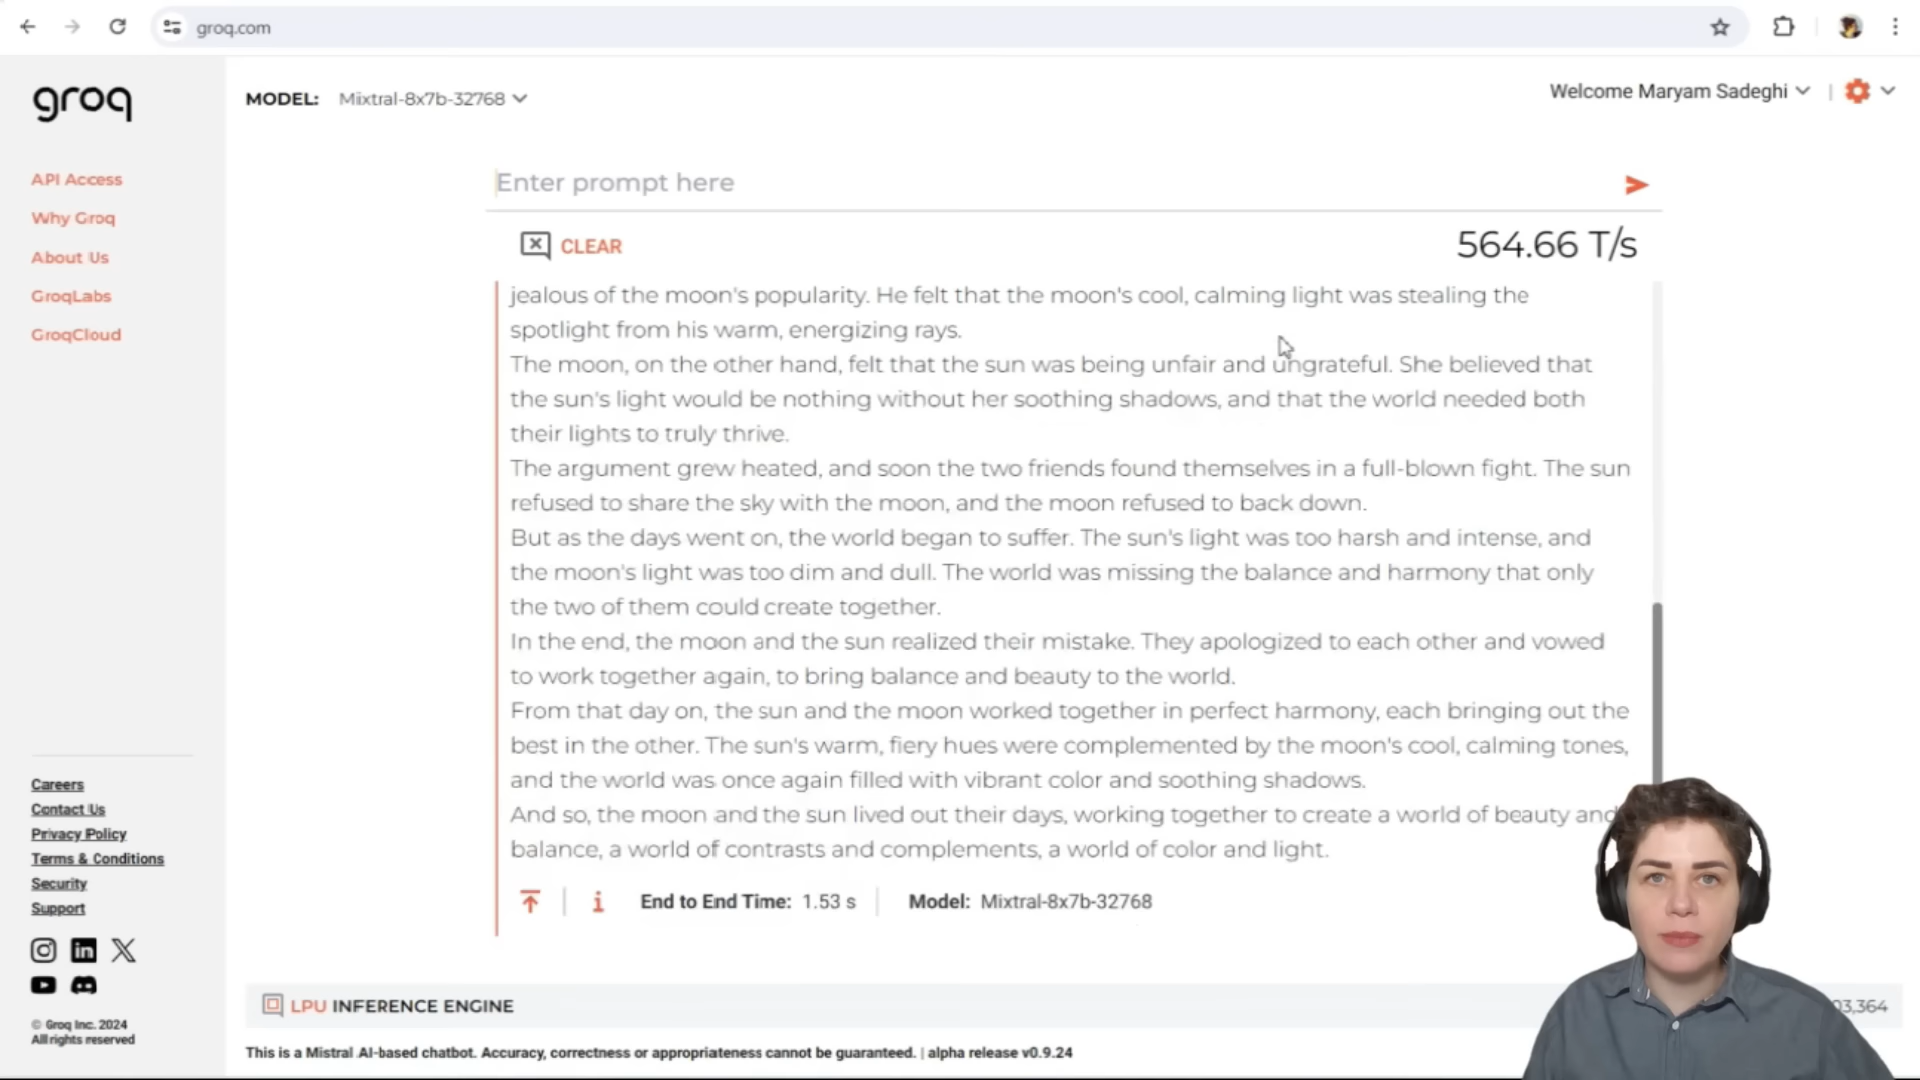 groq.com
groq
MODEL: Mixtral-8x7b-32768
Welcome Maryam Sadeghi
API Access
Why Groq
About Us
GroqLabs
GroqCloud
Enter prompt here
CLEAR
564.66 T/s
jealous of the moon's popularity. He felt that the moon's cool, calming light was stealing the
spotlight from his warm, energizing rays.
The moon, on the other hand, felt that the sun was being unfair and ungrateful. She believed that
the sun's light would be nothing without her soothing shadows, and that the world needed both
their lights to truly thrive.
The argument grew heated, and soon the two friends found themselves in a full-blown fight. The sun
refused to share the sky with the moon, and the moon refused to back down.
But as the days went on, the world began to suffer. The sun's light was too harsh and intense, and
the moon's light was too dim and dull. The world was missing the balance and harmony that only
the two of them could create together.
In the end, the moon and the sun realized their mistake. They apologized to each other and vowed
to work together again, to bring balance and beauty to the world.
From that day on, the sun and the moon worked together in perfect harmony, each bringing out the
best in the other. The sun's warm, fiery hues were complemented by the moon's cool, calming tones,
and the world was once again filled with vibrant color and soothing shadows.
And so, the moon and the sun lived out their days, working together to create a world of beauty and
balance, a world of contrasts and complements, a world of color and light.
End to End Time: 1.53 s
Model: Mixtral-8x7b-32768
Careers
Contact Us
Privacy Policy
Terms & Conditions
Security
Support
© Groq Inc. 2024
All rights reserved
LPU INFERENCE ENGINE
This is a Mistral AI-based chatbot. Accuracy, correctness or appropriateness cannot be guaranteed. | alpha release v0.9.24